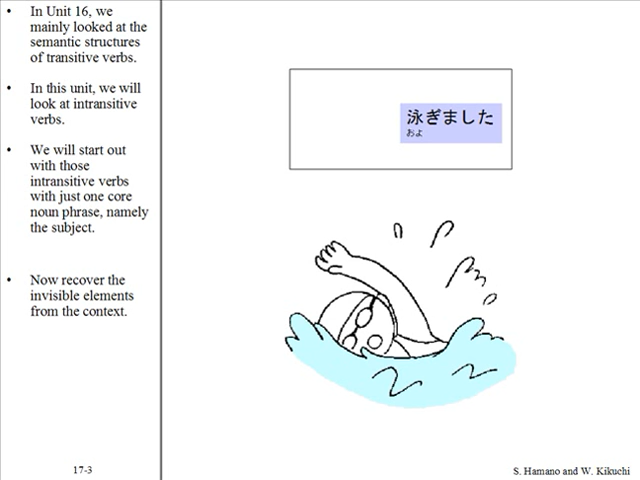 • In Unit 16, we
mainly looked at the
semantic structures
of transitive verbs.
• In this unit, we will
look at intransitive
verbs.
• We will start out
with those
intransitive verbs
with just one core
noun phrase, namely
the subject.
• Now recover the
invisible elements
from the context.
泳ぎました
およ
17-3
S. Hamano and W. Kikuchi